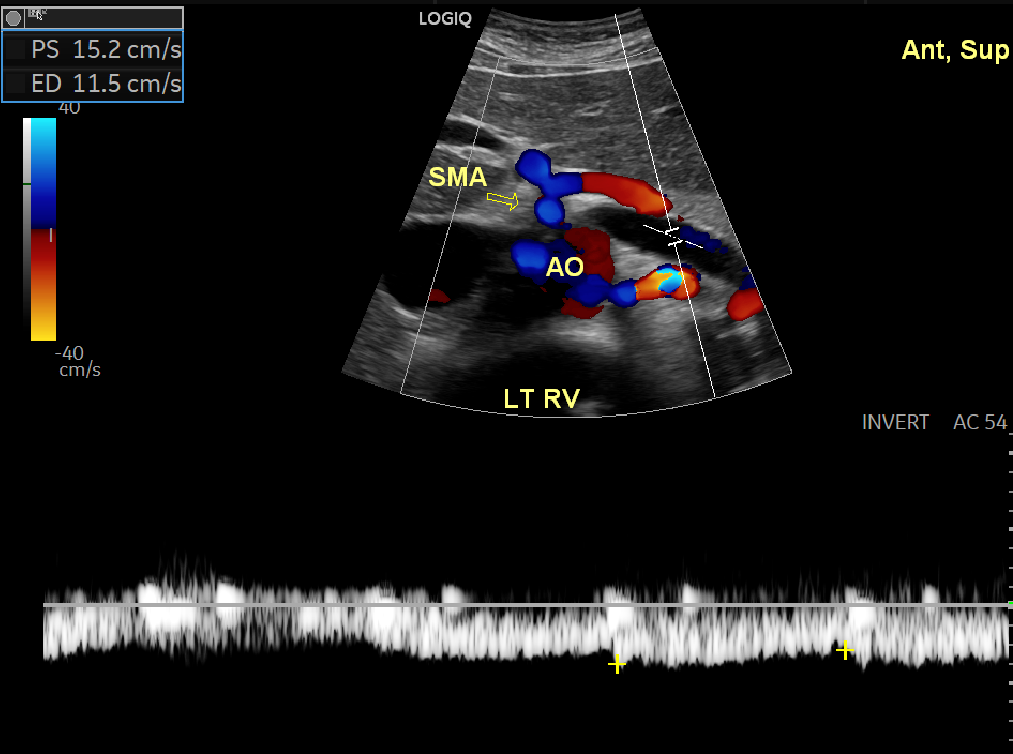 LOGIQ
PS 15.2 cm/s
ED 11.5 cm/s
Ant, Sup
40
SMA
AO
-40
cm/s
LT RV
INVERT AC 54